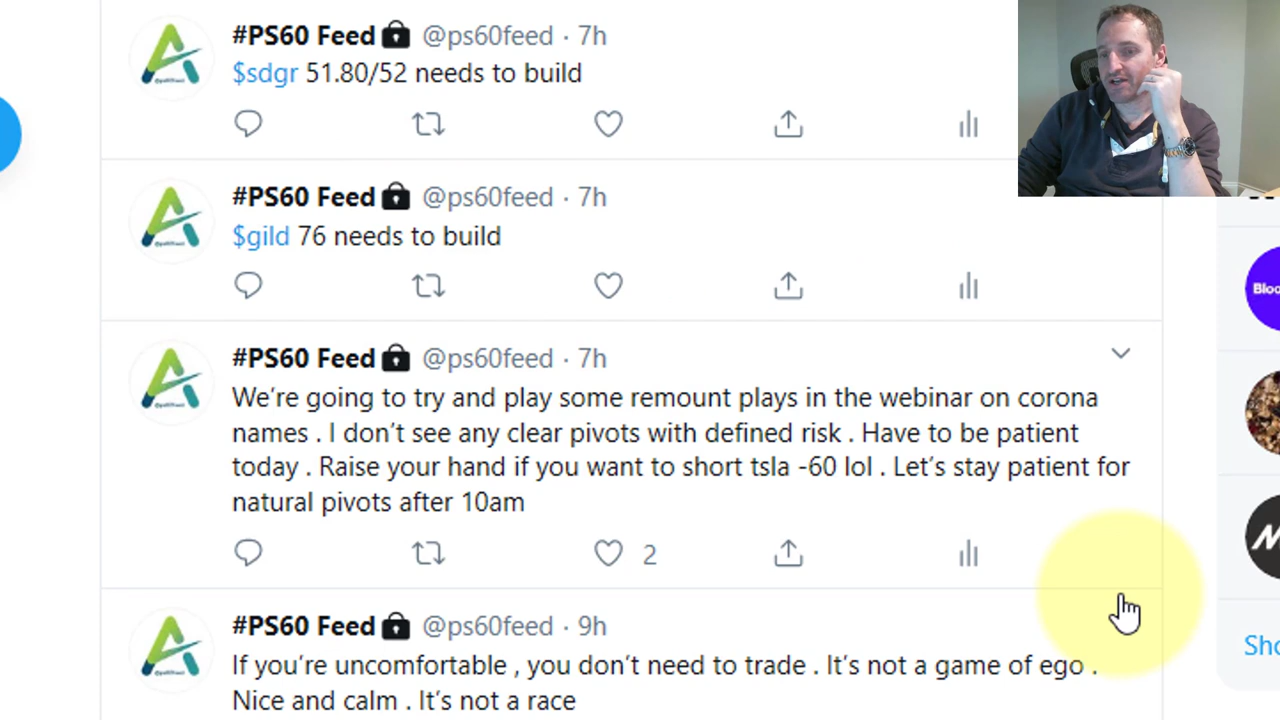 #PS60 Feed @ps60feed · 7h
$sdgr 51.80/52 needs to build
#PS60 Feed @ps60feed · 7h
$gild 76 needs to build
#PS60 Feed @ps60feed · 7h
We’re going to try and play some remount plays in the webinar on corona
names . I don’t see any clear pivots with defined risk . Have to be patient
today . Raise your hand if you want to short tsla -60 lol . Let’s stay patient for
natural pivots after 10am
2
#PS60 Feed @ps60feed · 9h
If you’re uncomfortable , you don’t need to trade . It’s not a game of ego .
Nice and calm . It’s not a race
Bloo
Sho